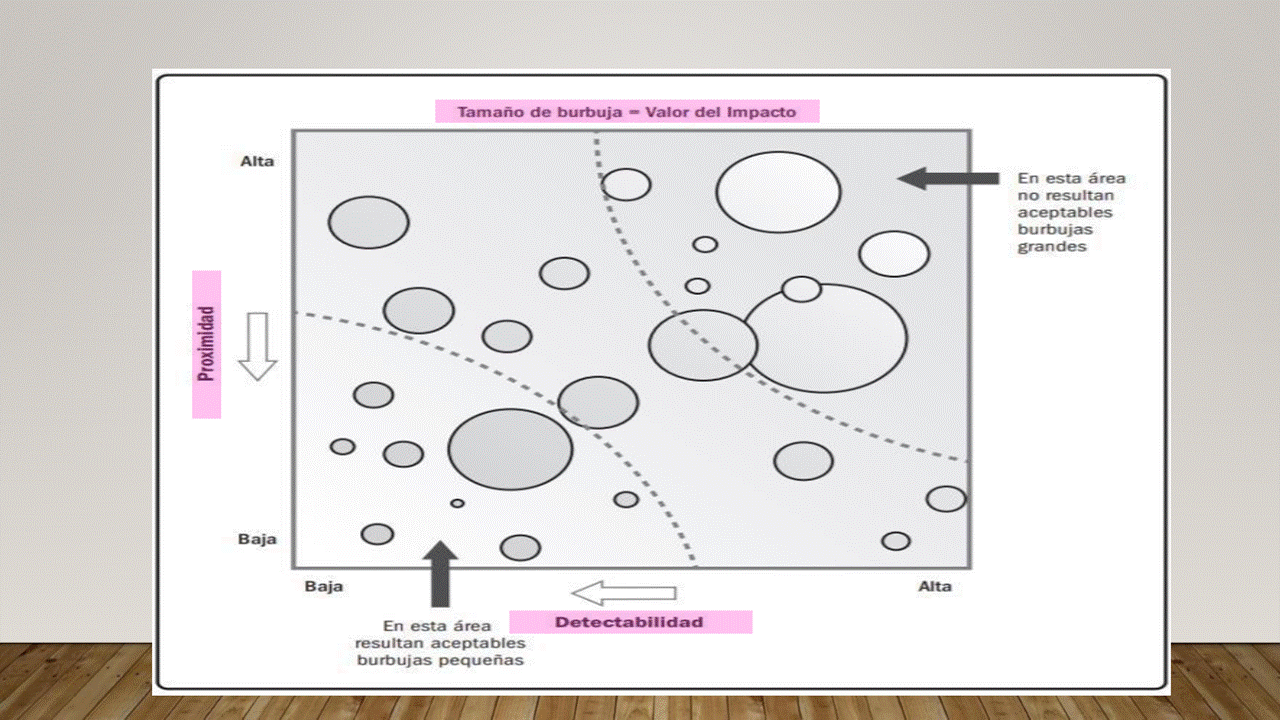 Tamaño de burbuja = Valor del Impacto
Alta
En esta área
no resultan
aceptables
burbujas
grandes
Proximidad
Baja
Baja
Alta
Detectabilidad
En esta área
resultan aceptables
burbujas pequeñas